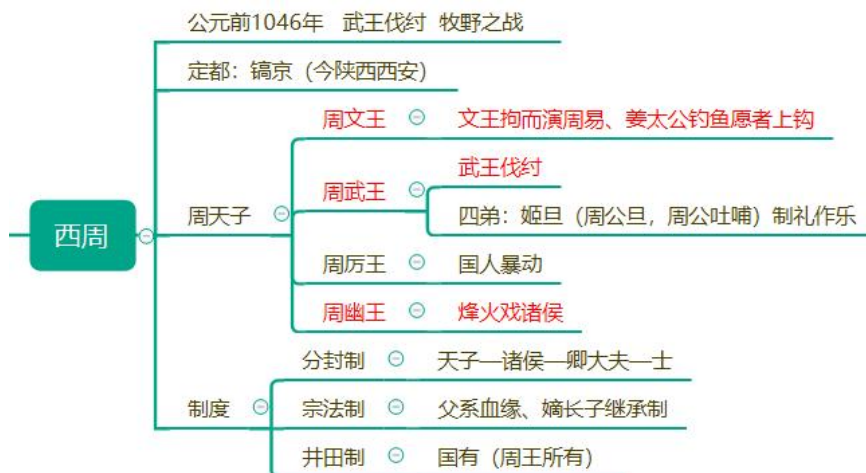 公元前1046年 武王伐纣 牧野之战
定都：镐京（今陕西西安）
西周
周天子
周文王 文王拘而演周易、姜太公钓鱼愿者上钩
周武王 武王伐纣
四弟：姬旦（周公旦，周公吐哺）制礼作乐
周厉王 国人暴动
周幽王 烽火戏诸侯
制度
分封制 天子—诸侯—卿大夫—士
宗法制 父系血缘、嫡长子继承制
井田制 国有（周王所有）